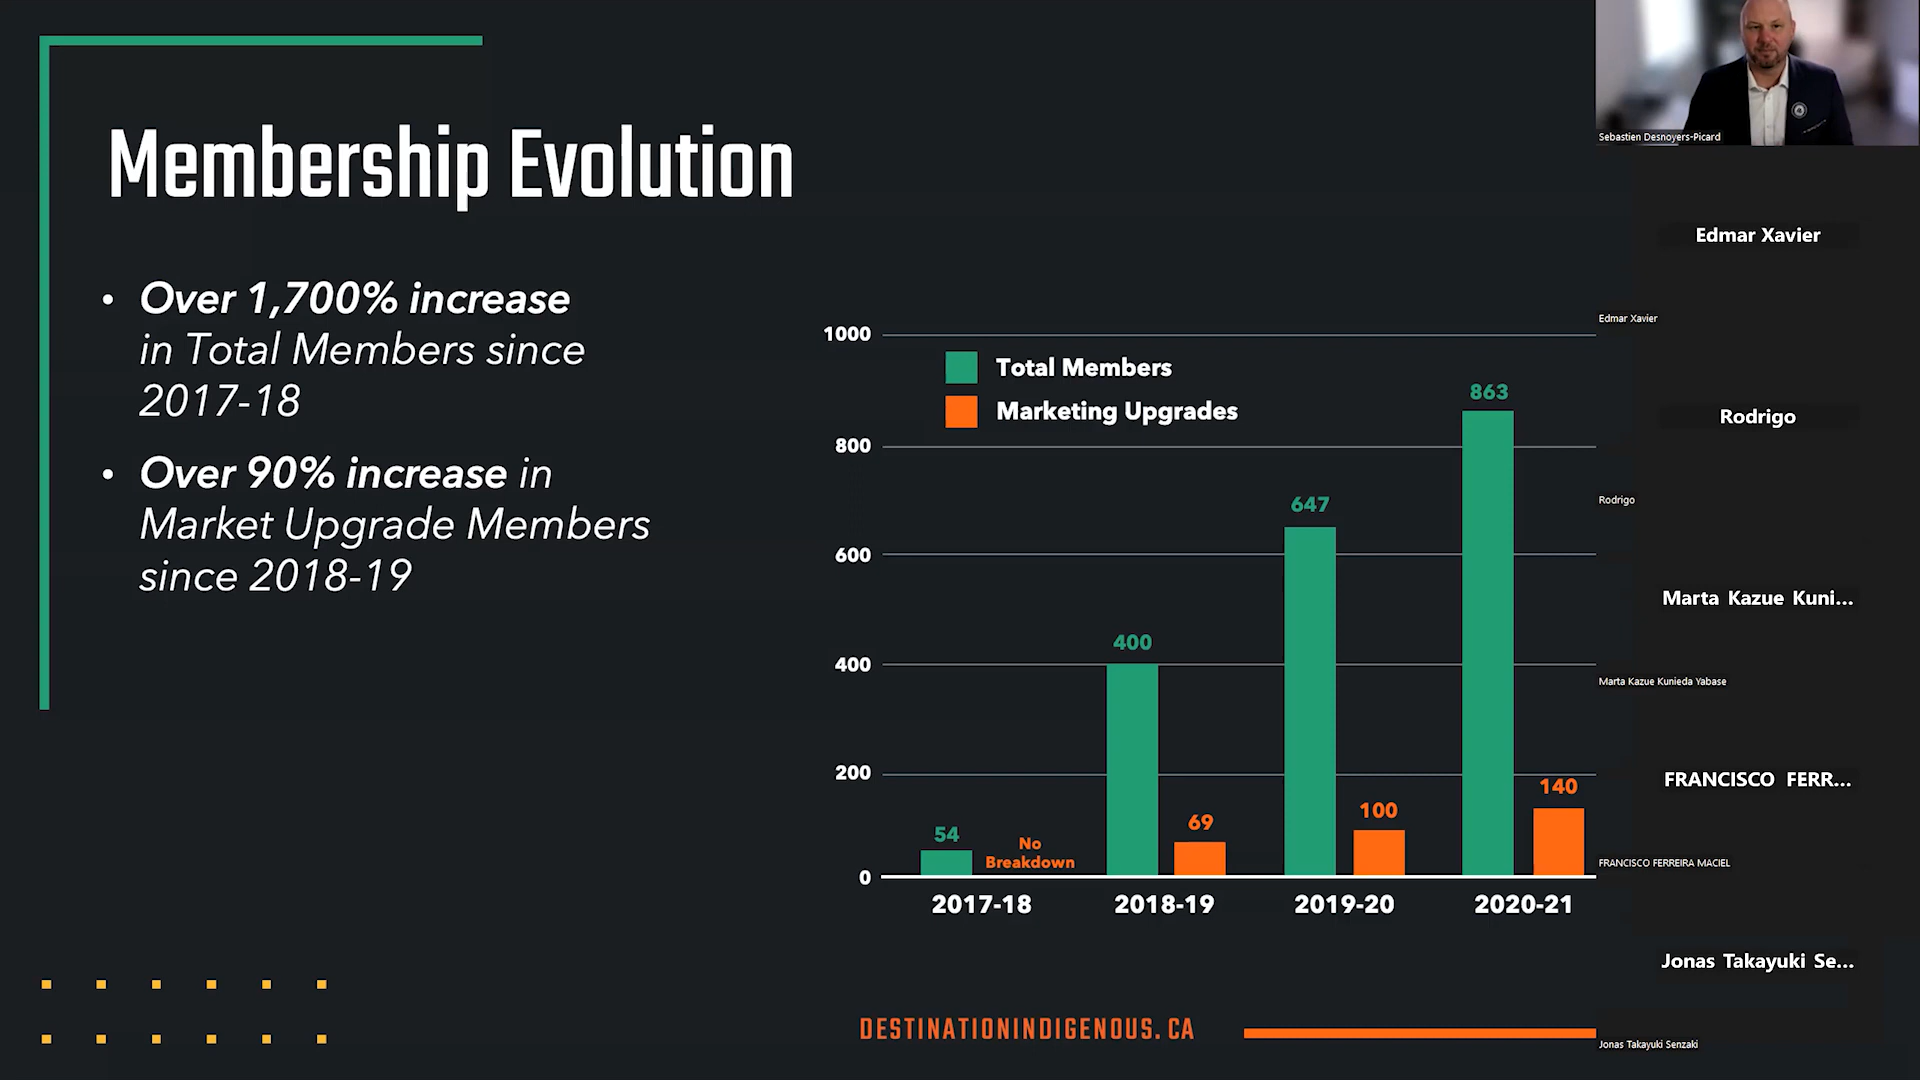 Membership Evolution
• Over 1,700% increase
in Total Members since
2017-18
• Over 90% increase in
Market Upgrade Members
since 2018-19
1000
800
600
400
200
0
Total Members
Marketing Upgrades
54
No
Breakdown
400
69
647
100
863
140
2017-18
2018-19
2019-20
2020-21
DESTINATIONINDIGENOUS.CA
Sebastien Desnoyers-Picard
Edmar Xavier
Edmar Xavier
Rodrigo
Rodrigo
Marta Kazue Kuni...
Marta Kazue Kunieda Yabase
FRANCISCO FERR...
FRANCISCO FERREIRA MACIEL
Jonas Takayuki Se...
Jonas Takayuki Senzaki